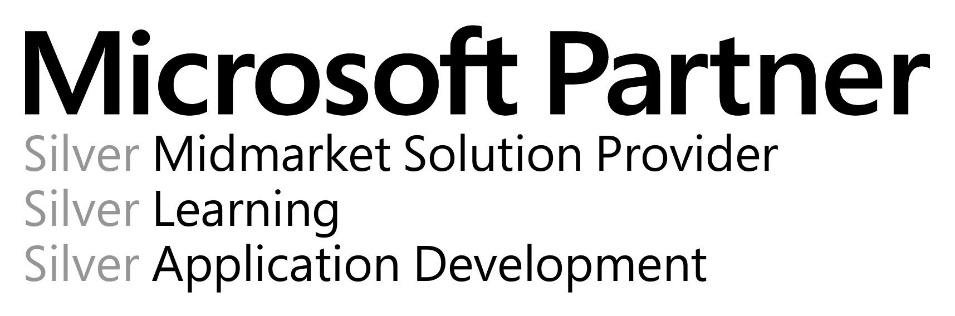 Microsoft Partner
Silver Midmarket Solution Provider
Silver Learning
Silver Application Development